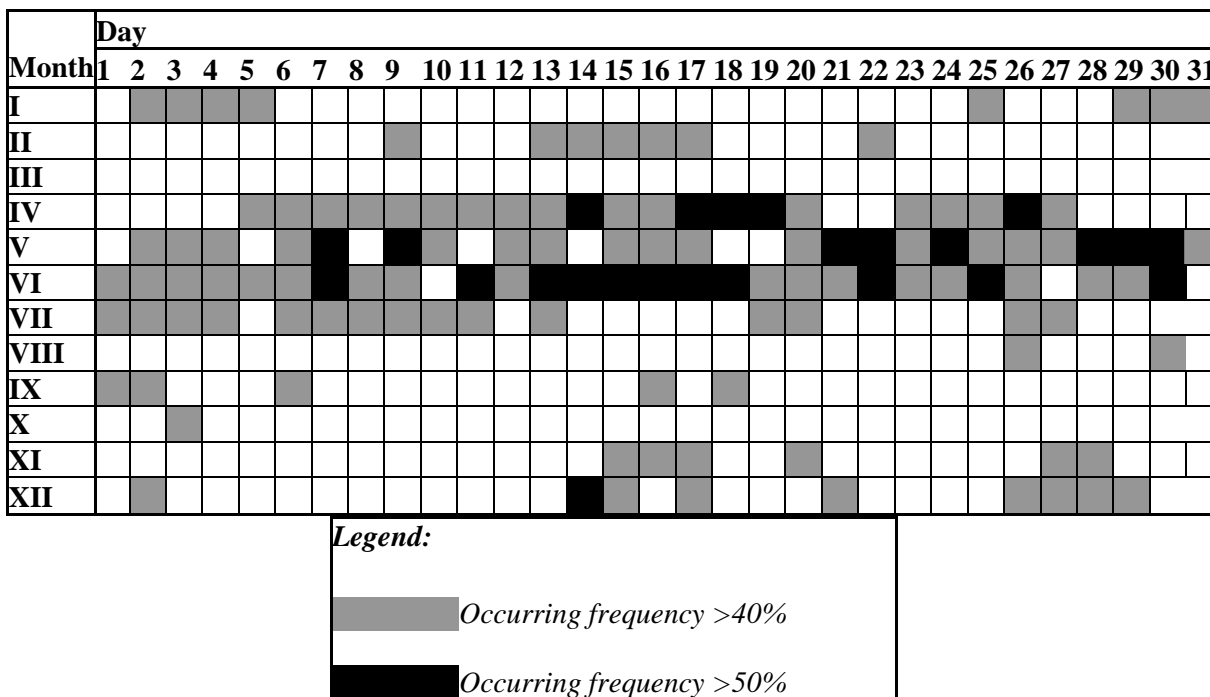 Day
Month 1 2 3 4 5 6 7 8 9 10 11 12 13 14 15 16 17 18 19 20 21 22 23 24 25 26 27 28 29 30 31
I
II
III
IV
V
VI
VII
VIII
IX
X
XI
XII
Legend:
Occurring frequency >40%
Occurring frequency >50%